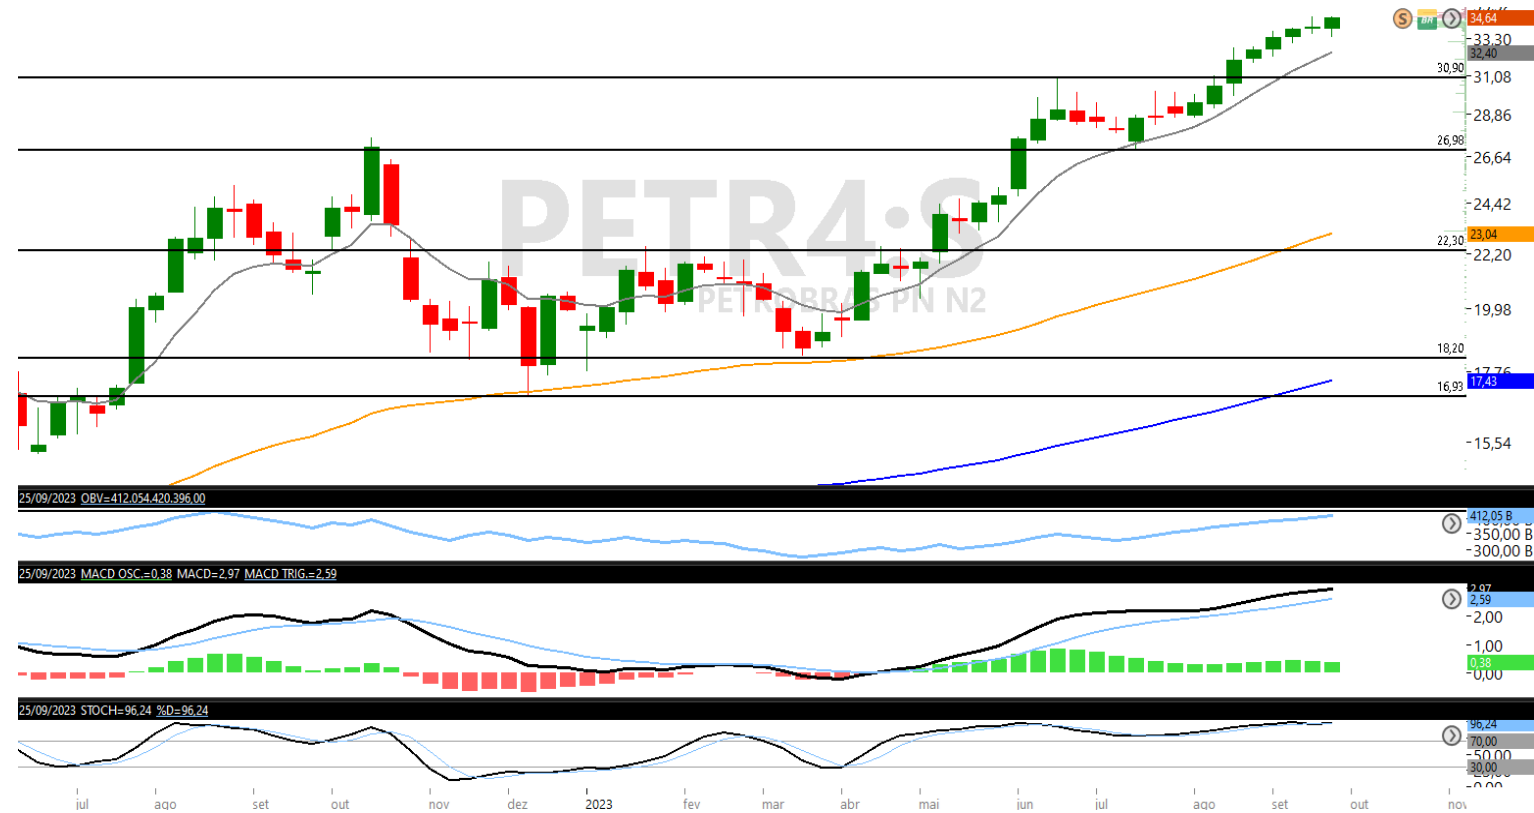 S BR 34,64
33,30
32,40
30,90
31,08
28,86
26,98
26,64
PETR4:S
24,42
23,04
22,30
22,20
PETROBRAS PN N2
19,98
18,20
17,76
17,43
16,93
15,54
25/09/2023 OBV=412.054.420.396,00
412,05 B
350,00 B
300,00 B
25/09/2023 MACD OSC.=0,38 MACD=2,97 MACD TRIG.=2,59
2,97
2,59
2,00
1,00
0,38
0,00
25/09/2023 STOCH=96,24 %D=96,24
96,24
70,00
50,00
30,00
0,00
jul ago set out nov dez 2023 fev mar abr mai jun jul ago set out nov